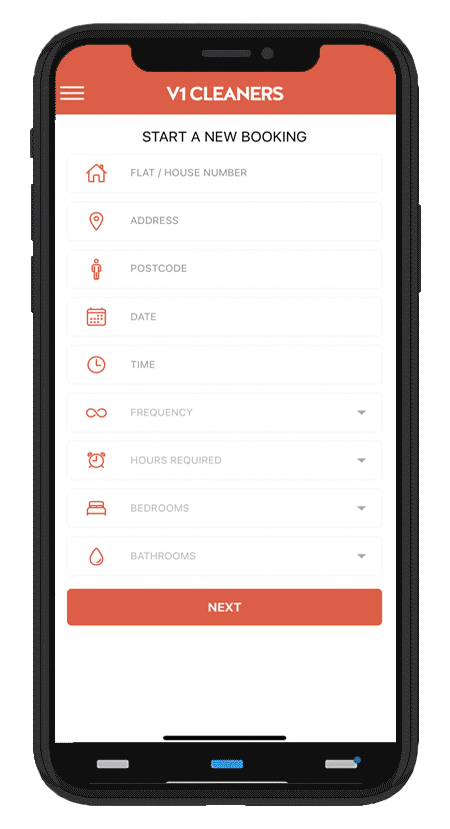 V1 CLEANERS
START A NEW BOOKING
FLAT / HOUSE NUMBER
ADDRESS
POSTCODE
DATE
TIME
FREQUENCY
HOURS REQUIRED
BEDROOMS
BATHROOMS
NEXT